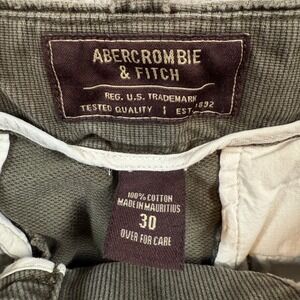 ABERCROMBIE
& FITCH
REG. U.S. TRADEMARK
TESTED QUALITY | EST. 1892
100% COTTON
MADE IN MAURITIUS
30
OVER FOR CARE